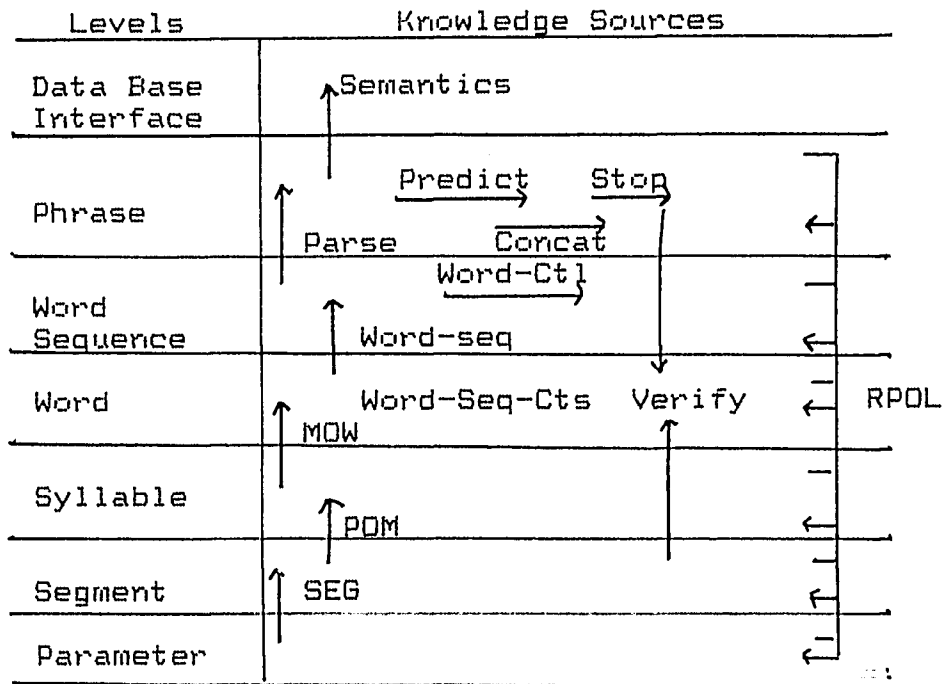 Levels Knowledge Sources
Data Base
Interface
Semantics
Predict Stop
Phrase
Parse Concat
Word-Ctl
Word
Sequence
Word-seq
Word Word-Seq-Cts Verify RPOL
MOW
Syllable
POM
Segment SEG
Parameter